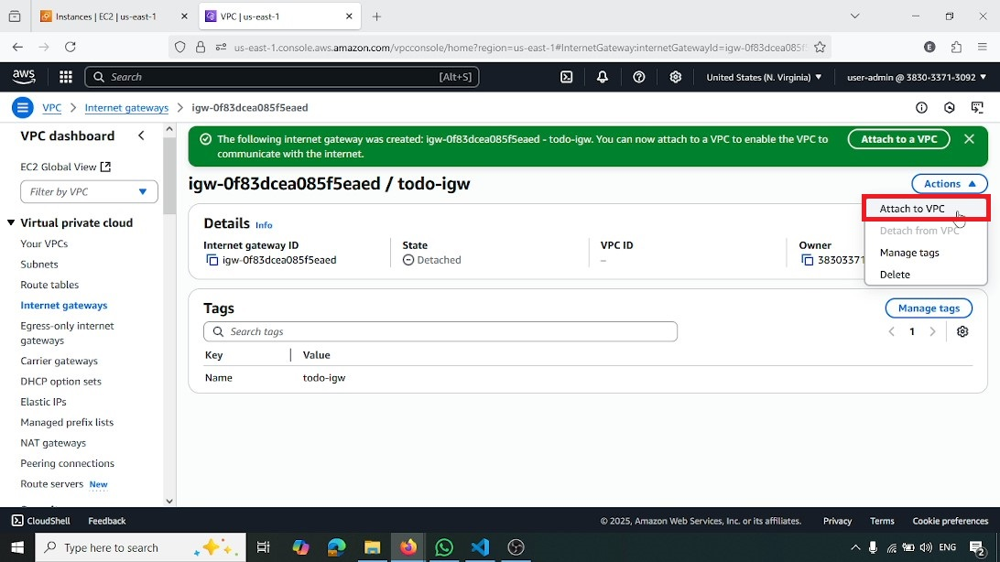 Instances | EC2 | us-east-1
VPC | us-east-1
us-east-1.console.aws.amazon.com/vpcconsole/home?region=us-east-1#InternetGateway:internetGatewayId=igw-0f83dcea085f5
E
aws
Search
[Alt+S]
United States (N. Virginia)
user-admin @ 3830-3371-3092
VPC
Internet gateways
igw-0f83dcea085f5eaed
VPC dashboard
EC2 Global View
Filter by VPC
Virtual private cloud
Your VPCs
Subnets
Route tables
Internet gateways
Egress-only internet
gateways
Carrier gateways
DHCP option sets
Elastic IPs
Managed prefix lists
NAT gateways
Peering connections
Route servers New
The following internet gateway was created: igw-0f83dcea085f5eaed - todo-igw. You can now attach to a VPC to enable the VPC to
communicate with the internet.
Attach to a VPC
igw-0f83dcea085f5eaed / todo-igw
Actions
Attach to VPC
Detach from VPC
Manage tags
Delete
Details Info
Internet gateway ID
igw-0f83dcea085f5eaed
State
Detached
VPC ID
–
Owner
38303371
Tags
Manage tags
Search tags
1
Key
Value
Name
todo-igw
CloudShell
Feedback
© 2025, Amazon Web Services, Inc. or its affiliates.
Privacy
Terms
Cookie preferences
Type here to search
ENG
2